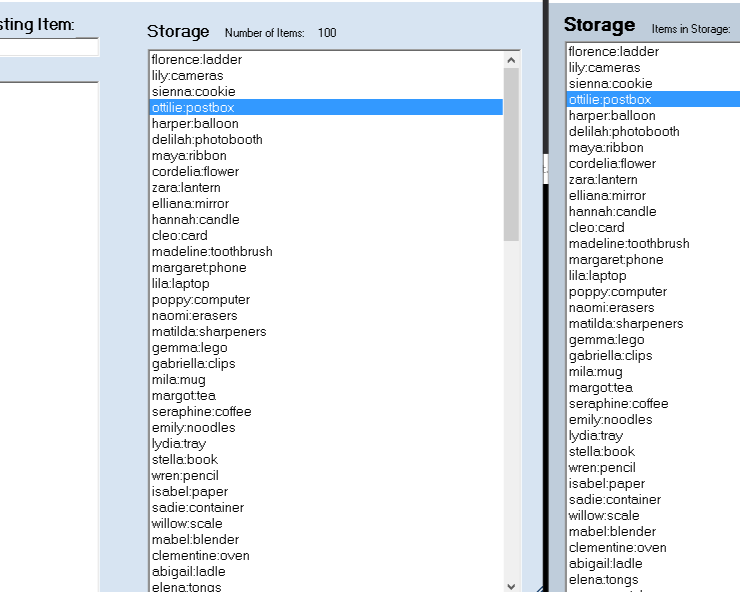 sting Item:
Storage Number of Items: 100
florence:ladder
lily:cameras
sienna:cookie
ottilie:postbox
harper:balloon
delilah:photobooth
maya:ribbon
cordelia:flower
zara:lantern
elliana:mirror
hannah:candle
cleo:card
madeline:toothbrush
margaret:phone
lila:laptop
poppy:computer
naomi:erasers
matilda:sharpeners
gemma:lego
gabriella:clips
mila:mug
margot:tea
seraphine:coffee
emily:noodles
lydia:tray
stella:book
wren:pencil
isabel:paper
sadie:container
willow:scale
mabel:blender
clementine:oven
abigail:ladle
elena:tongs
Storage Items in Storage:
florence:ladder
lily:cameras
sienna:cookie
ottilie:postbox
harper:balloon
delilah:photobooth
maya:ribbon
cordelia:flower
zara:lantern
elliana:mirror
hannah:candle
cleo:card
madeline:toothbrush
margaret:phone
lila:laptop
poppy:computer
naomi:erasers
matilda:sharpeners
gemma:lego
gabriella:clips
mila:mug
margot:tea
seraphine:coffee
emily:noodles
lydia:tray
stella:book
wren:pencil
isabel:paper
sadie:container
willow:scale
mabel:blender
clementine:oven
abigail:ladle
elena:tongs